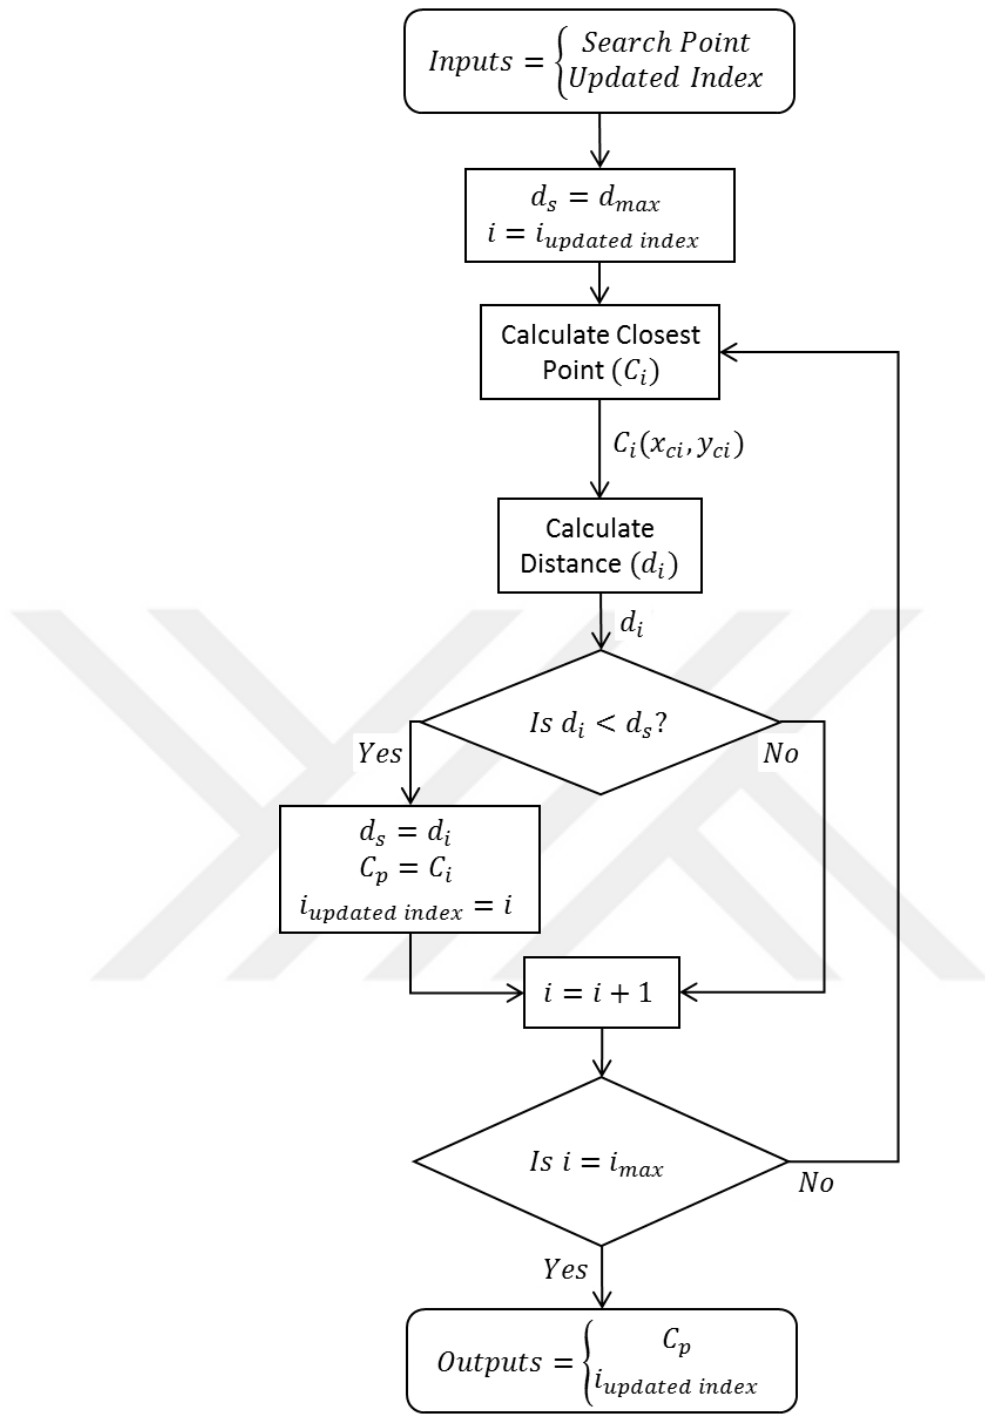 Inputs = { Search Point
Updated Index
d_s = d_max
i = i_updated index
Calculate Closest
Point (C_i)
C_i(x_ci, y_ci)
Calculate
Distance (d_i)
d_i
Is d_i < d_s?
Yes
No
d_s = d_i
C_p = C_i
i_updated index = i
i = i + 1
Is i = i_max
No
Yes
Outputs = { C_p
i_updated index